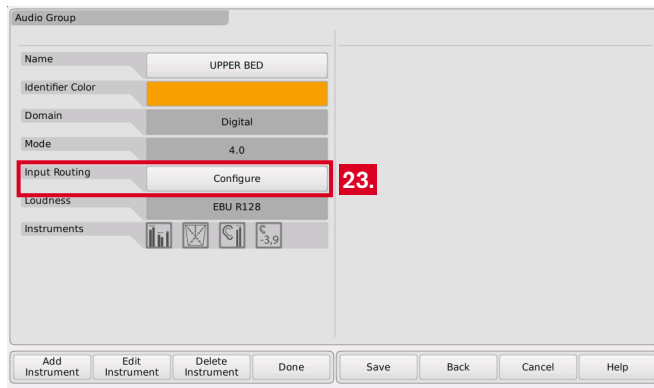 Audio Group
Name
UPPER BED
Identifier Color
Domain
Digital
Mode
4.0
Input Routing
Configure
23.
Loudness
EBU R128
Instruments
-3,9
Add Instrument
Edit Instrument
Delete Instrument
Done
Save
Back
Cancel
Help